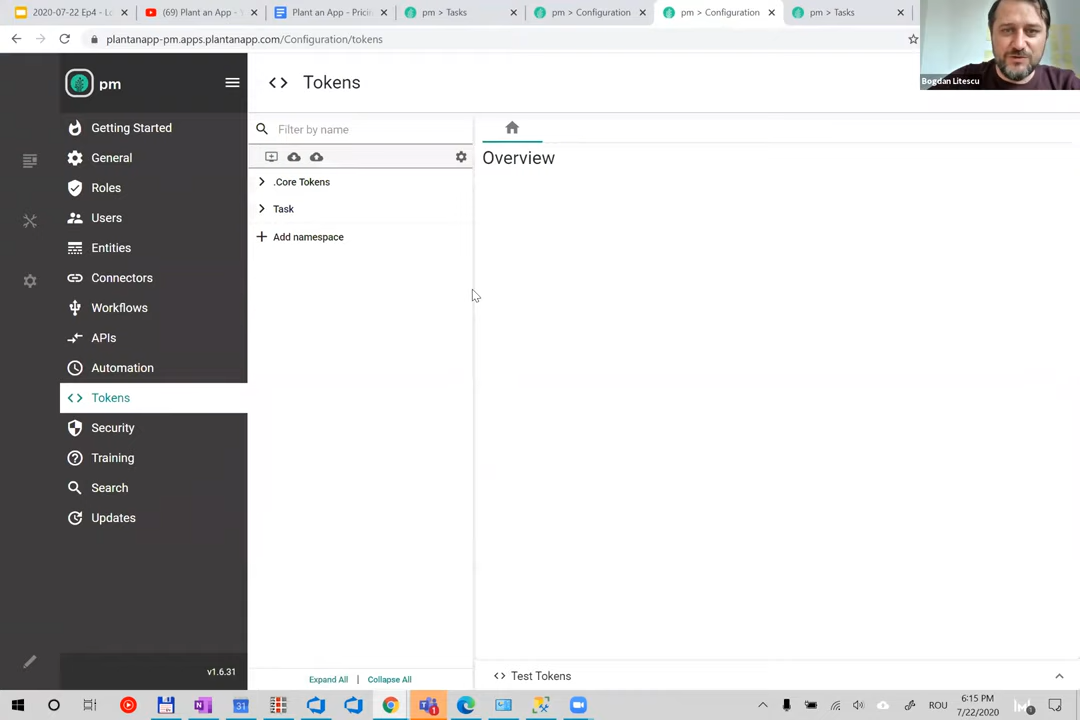 2020-07-22 Ep4 - Lo
(69) Plant an App - Y
Plant an App - Pricin
pm > Tasks
pm > Configuration
pm > Configuration
pm > Tasks
plantanapp-pm.apps.plantanapp.com/Configuration/tokens
Bogdan Litescu
pm
Tokens
Getting Started
General
Roles
Users
Entities
Connectors
Workflows
APIs
Automation
Tokens
Security
Training
Search
Updates
v1.6.31
Filter by name
.Core Tokens
Task
Add namespace
Expand All | Collapse All
Overview
Test Tokens
31
1
ROU
6:15 PM
7/22/2020